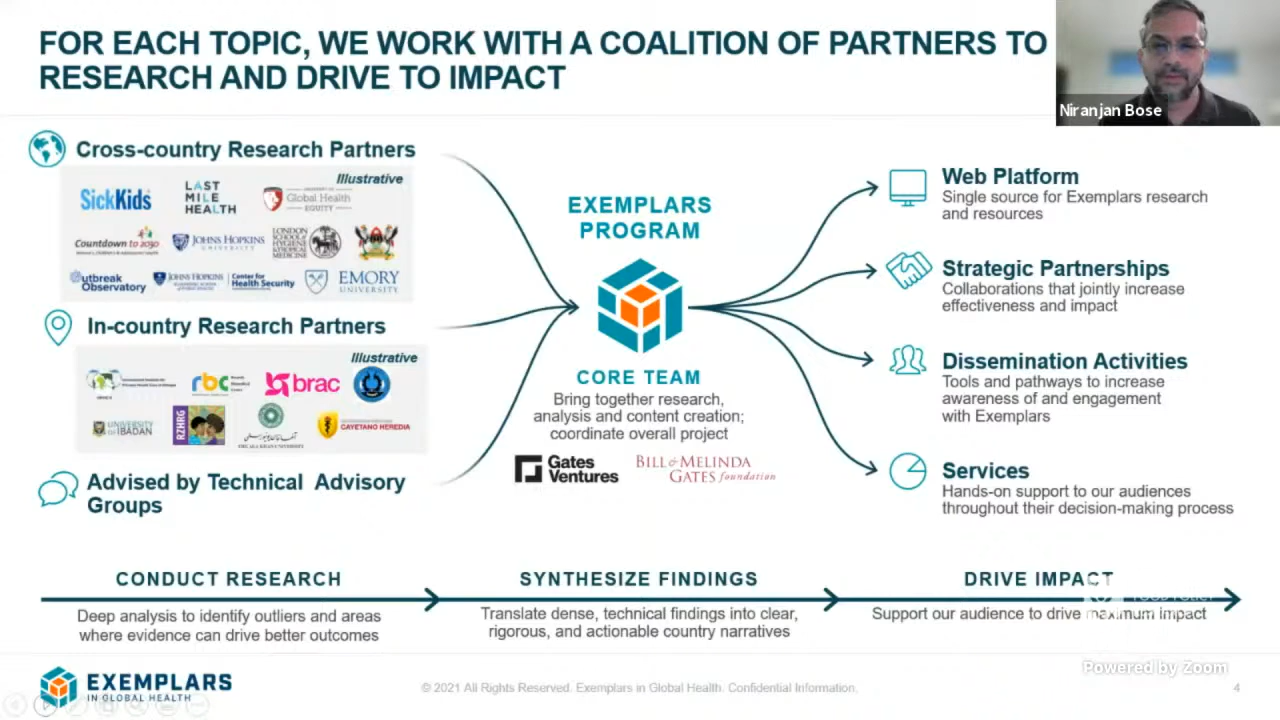 FOR EACH TOPIC, WE WORK WITH A COALITION OF PARTNERS TO
RESEARCH AND DRIVE TO IMPACT
Niranjan Bose
Cross-country Research Partners
Illustrative
SickKids
LAST
MILE
HEALTH
UNIVERSITY OF
Global Health
EQUITY
Countdown to 2030
JOHNS HOPKINS
UNIVERSITY
LONDON
SCHOOL of
HYGIENE
&TROPICAL
MEDICINE
Outbreak
Observatory
JOHNS HOPKINS
Center for
Health Security
EMORY
UNIVERSITY
In-country Research Partners
Illustrative
rbc
brac
UNIVERSITY
OF IBADAN
RZHRG
CAYETANO HEREDIA
Advised by Technical Advisory
Groups
EXEMPLARS
PROGRAM
CORE TEAM
Bring together research,
analysis and content creation;
coordinate overall project
Gates
Ventures
BILL & MELINDA
GATES foundation
Web Platform
Single source for Exemplars research
and resources
Strategic Partnerships
Collaborations that jointly increase
effectiveness and impact
Dissemination Activities
Tools and pathways to increase
awareness of and engagement
with Exemplars
Services
Hands-on support to our audiences
throughout their decision-making process
CONDUCT RESEARCH
Deep analysis to identify outliers and areas
where evidence can drive better outcomes
SYNTHESIZE FINDINGS
Translate dense, technical findings into clear,
rigorous, and actionable country narratives
DRIVE IMPACT
Support our audience to drive maximum impact
Powered by Zoom
EXEMPLARS
IN GLOBAL HEALTH
© 2021 All Rights Reserved. Exemplars in Global Health. Confidential Information.
4